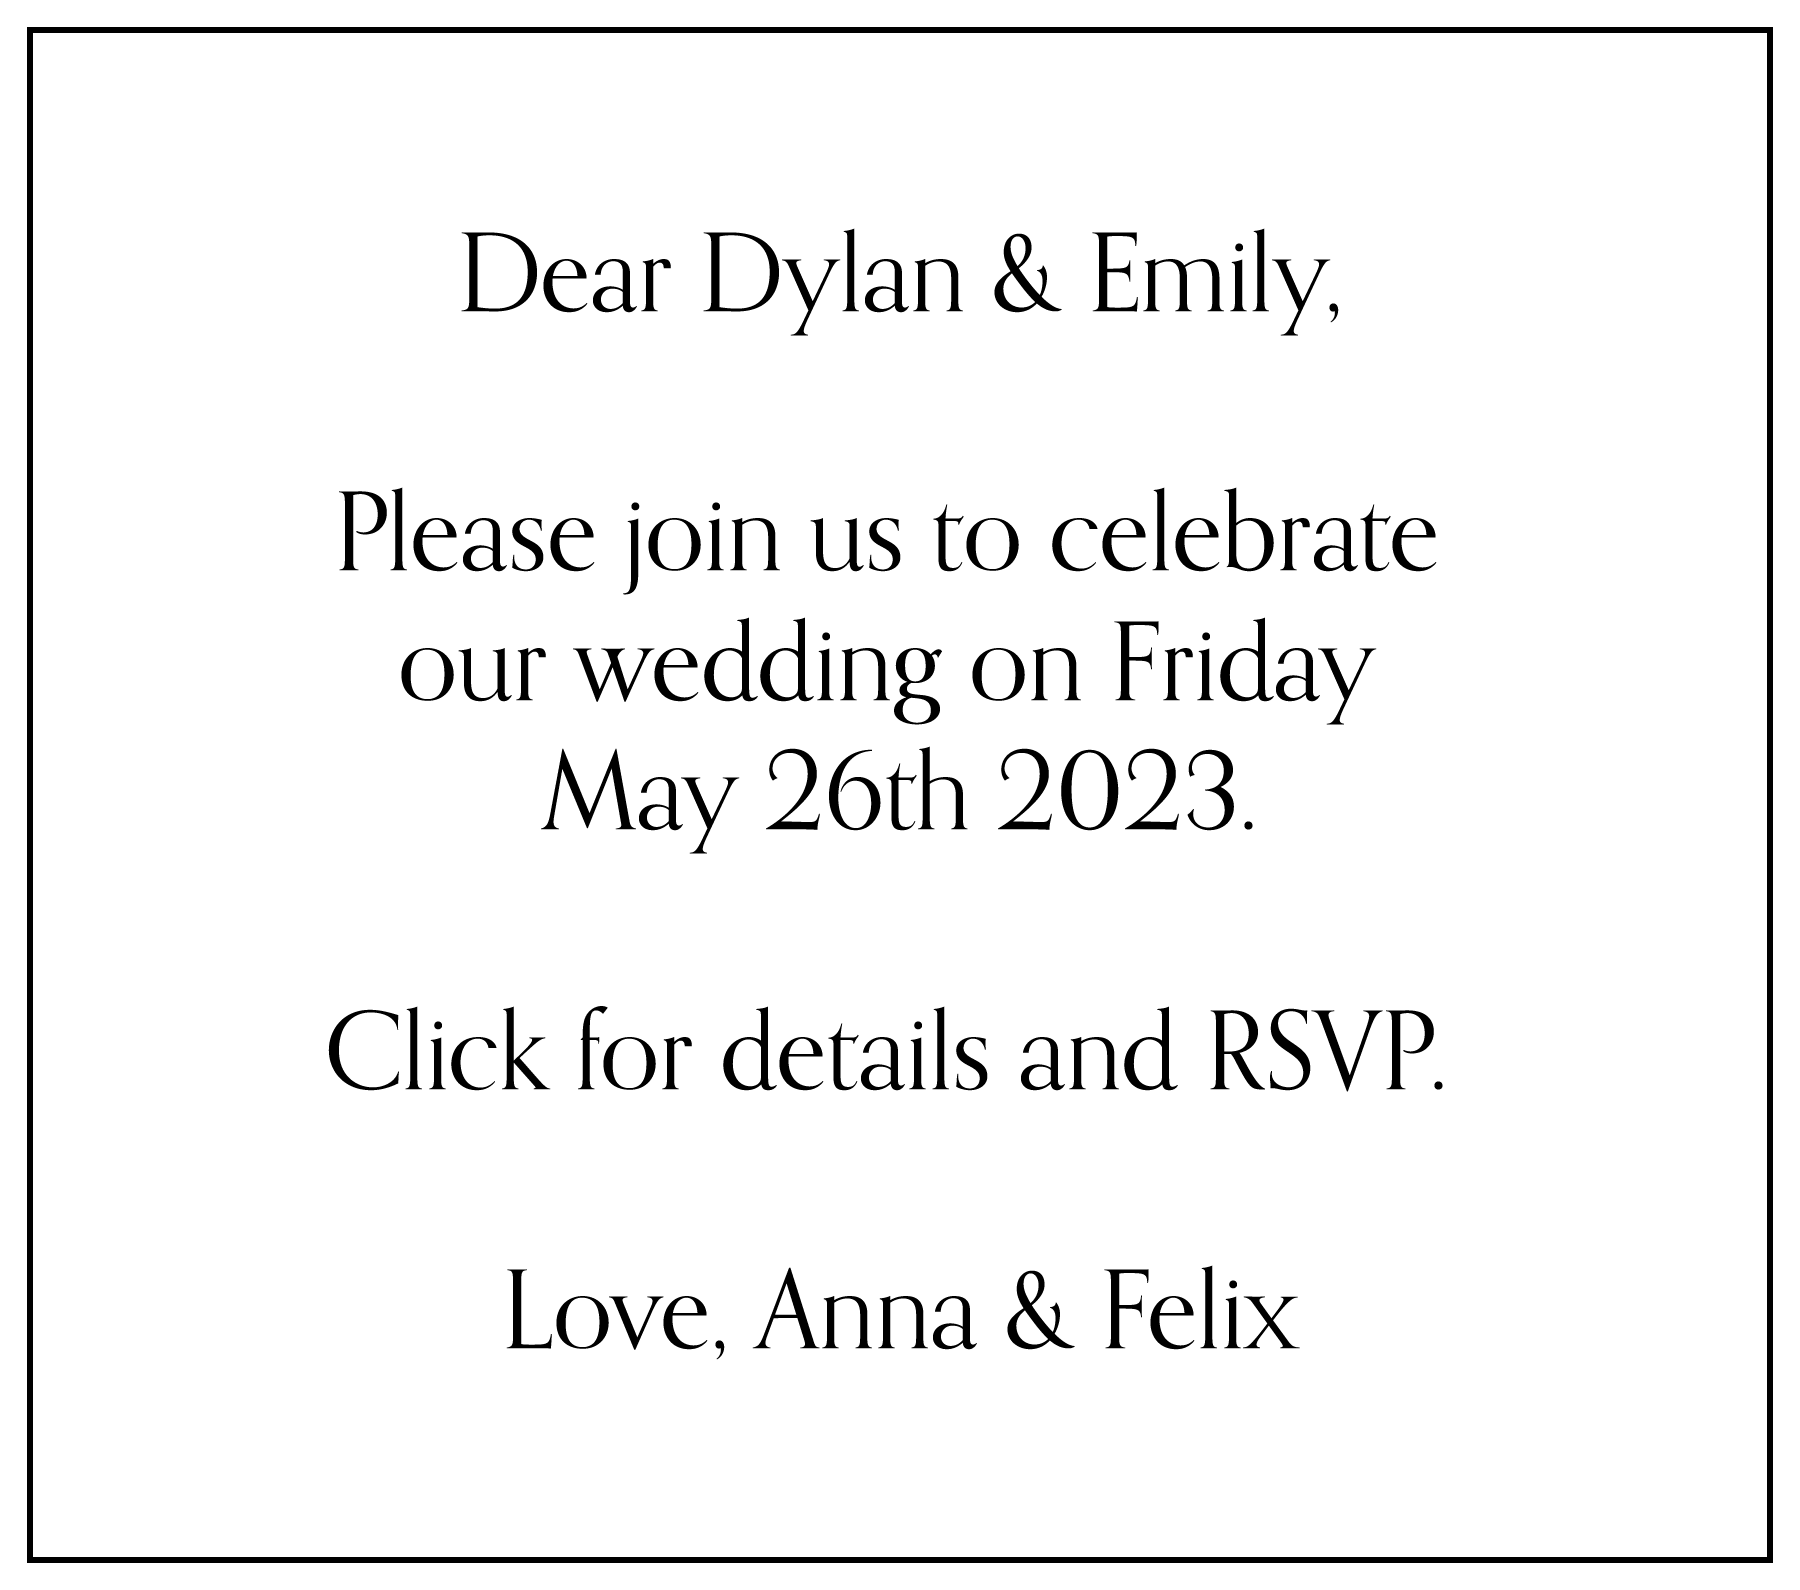 Dear Dylan & Emily,
Please join us to celebrate
our wedding on Friday
May 26th 2023.
Click for details and RSVP.
Love, Anna & Felix